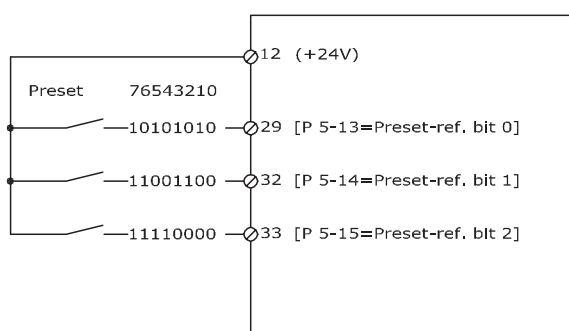 12 (+24V)
Preset 76543210
10101010 29 [P 5-13=Preset-ref. bit 0]
11001100 32 [P 5-14=Preset-ref. bit 1]
11110000 33 [P 5-15=Preset-ref. bit 2]